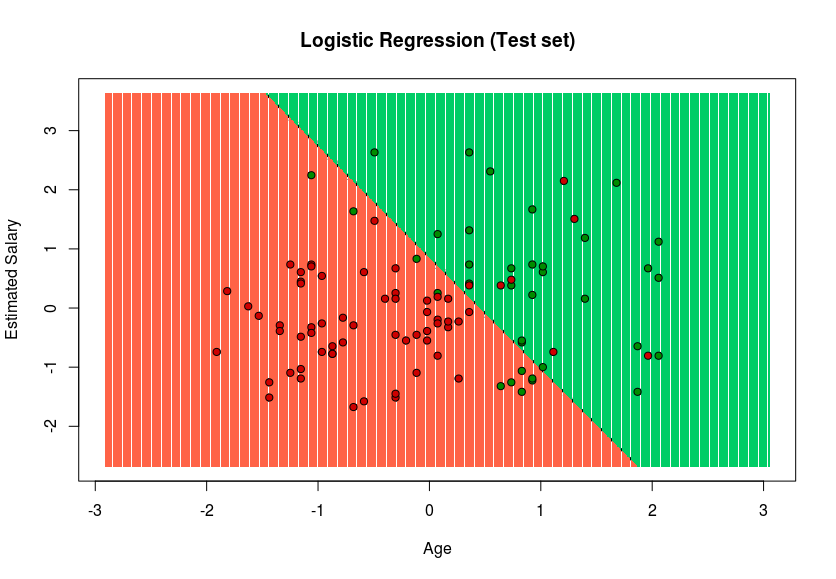 Logistic Regression (Test set)
Estimated Salary
3
2
1
0
-1
-2
-3 -2 -1 0 1 2 3
Age